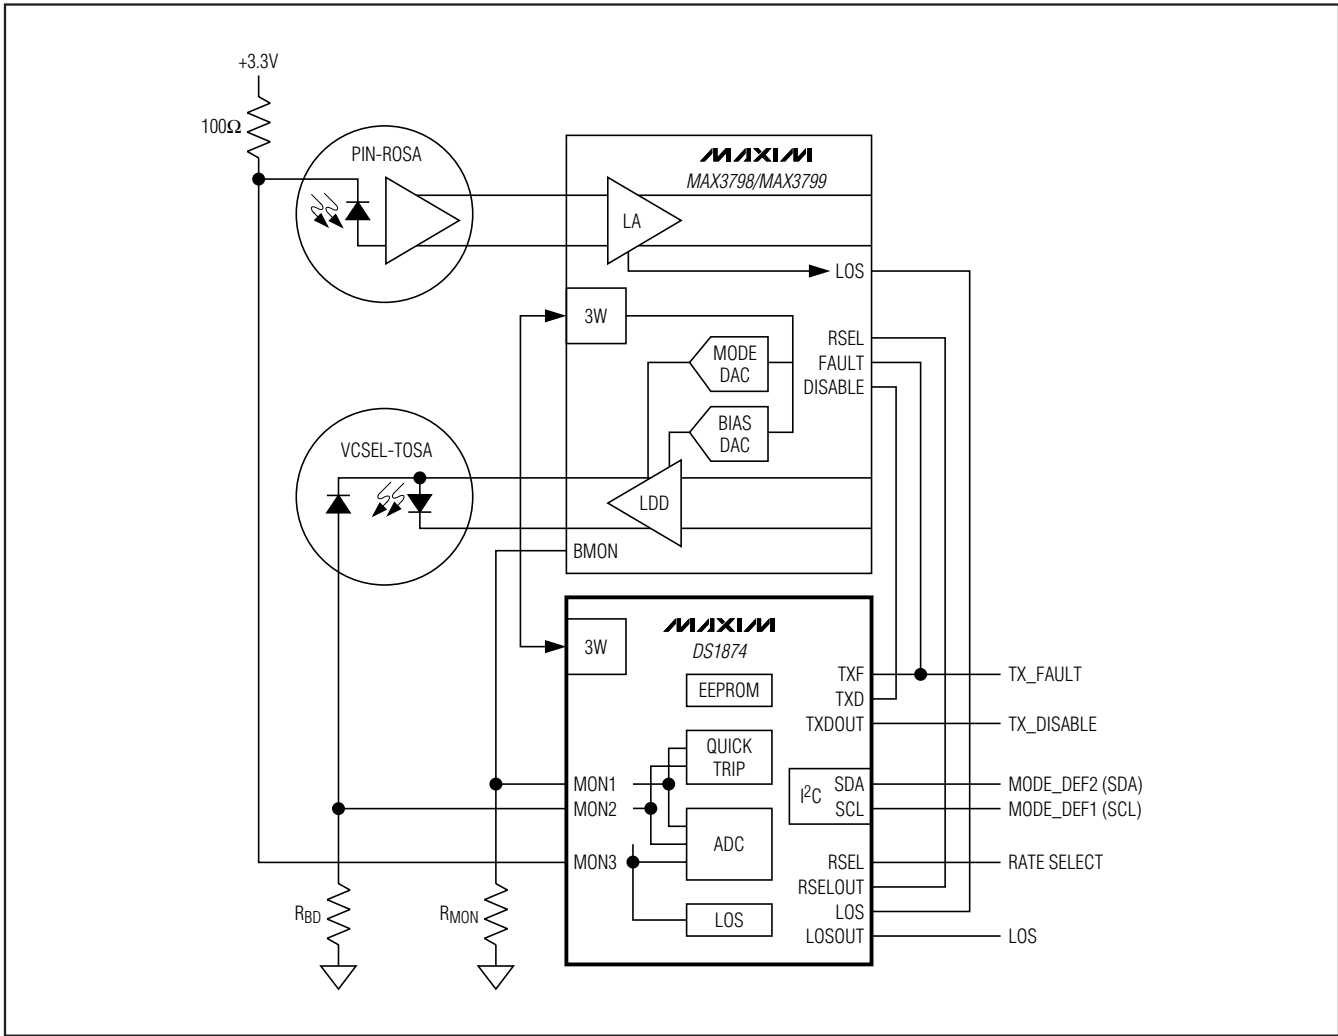 +3.3V
100Ω
PIN-ROSA
MAXIM
MAX3798/MAX3799
LA
LOS
3W
RSEL
MODE
DAC
FAULT
DISABLE
BIAS
DAC
VCSEL-TOSA
LDD
BMON
MAXIM
DS1874
3W
EEPROM
TXF
TX_FAULT
TXD
TXDOUT
TX_DISABLE
QUICK
TRIP
MON1
MON2
I²C
SDA
MODE_DEF2 (SDA)
SCL
MODE_DEF1 (SCL)
ADC
MON3
RSEL
RATE SELECT
RSELOUT
RBD
RMON
LOS
LOS
LOSOUT
LOS